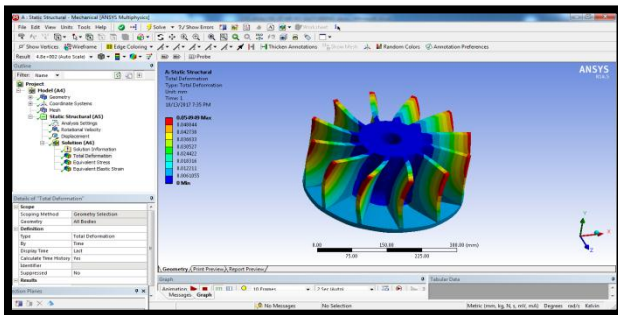 A : Static Structural - Mechanical [ANSYS Multiphysics]
File Edit View Units Tools Help
Solve ?/Show Errors Worksheet
Show Vertices Wireframe Edge Coloring Thicken Annotations Show Mesh Random Colors Annotation Preferences
Result 4.8e+002 (Auto Scale) Probe
Outline
Filter: Name
Project
Model (A4)
Geometry
Coordinate Systems
Mesh
Static Structural (A5)
Analysis Settings
Rotational Velocity
Displacement
Solution (A6)
Solution Information
Total Deformation
Equivalent Stress
Equivalent Elastic Strain
Details of "Total Deformation"
Scope
Scoping Method Geometry Selection
Geometry All Bodies
Definition
Type Total Deformation
By Time
Display Time Last
Calculate Time History Yes
Identifier
Suppressed No
Results
A: Static Structural
Total Deformation
Type: Total Deformation
Unit: mm
Time: 1
0.054949 Max
0.048844
0.042738
0.036633
0.030527
0.024422
0.018316
0.012211
0.0061055
0 Min
ANSYS
R14.5
0.00 150.00 300.00 (mm)
75.00 225.00
Y
Z
Geometry Print Preview Report Preview
Graph
Tabular Data
Animation 10 Frames 2 Sec (Auto)
Messages Graph
No Messages No Selection Metric (mm, kg, N, s, mV, mA) Degrees rad/s Kelvin